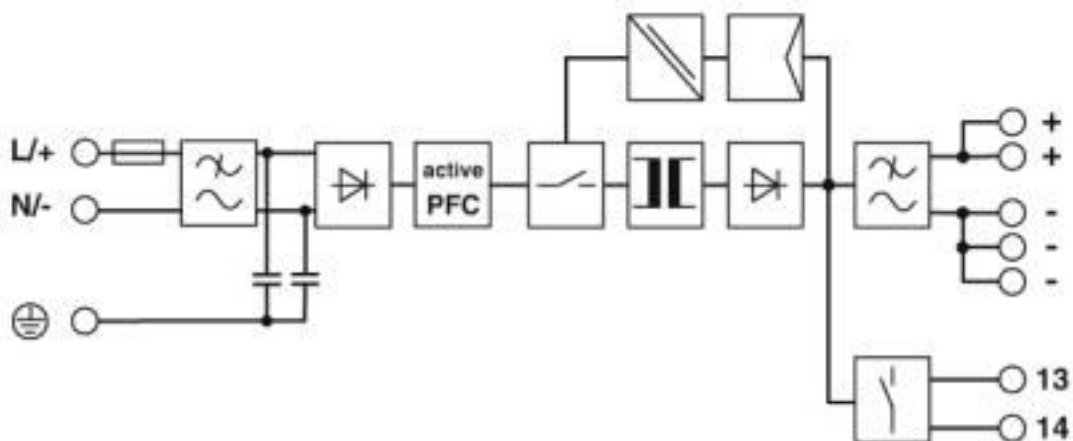 L/+
N/-
active
PFC
+
+
-
-
-
13
14